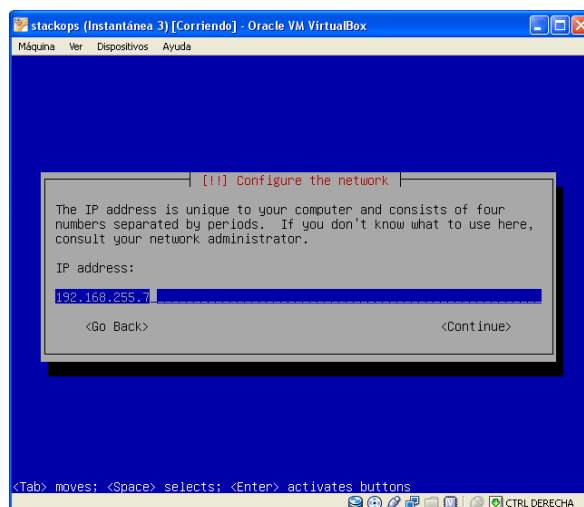 stackops (Instantánea 3) [Corriendo] - Oracle VM VirtualBox
Máquina Ver Dispositivos Ayuda
[!!] Configure the network
The IP address is unique to your computer and consists of four
numbers separated by periods.  If you don't know what to use here,
consult your network administrator.
IP address:
192.168.255.7
<Go Back> <Continue>
<Tab> moves; <Space> selects; <Enter> activates buttons
CTRL DERECHA